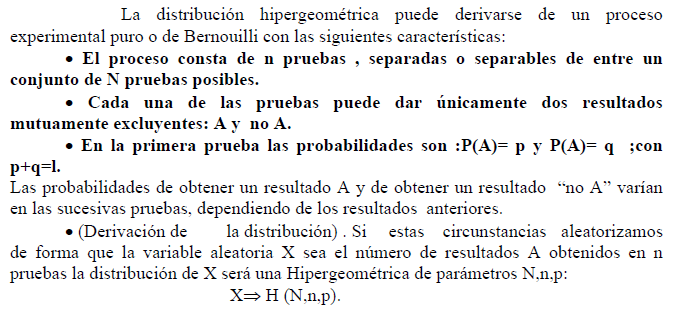 La distribución hipergeométrica puede derivarse de un proceso
experimental puro o de Bernouilli con las siguientes características:
• El proceso consta de n pruebas , separadas o separables de entre un
conjunto de N pruebas posibles.
• Cada una de las pruebas puede dar únicamente dos resultados
mutuamente excluyentes: A y no A.
• En la primera prueba las probabilidades son :P(A)= p y P(A)= q ;con
p+q=l.
Las probabilidades de obtener un resultado A y de obtener un resultado “no A” varían
en las sucesivas pruebas, dependiendo de los resultados anteriores.
• (Derivación de la distribución) . Si estas circunstancias aleatorizamos
de forma que la variable aleatoria X sea el número de resultados A obtenidos en n
pruebas la distribución de X será una Hipergeométrica de parámetros N,n,p:
X⇒ H (N,n,p).